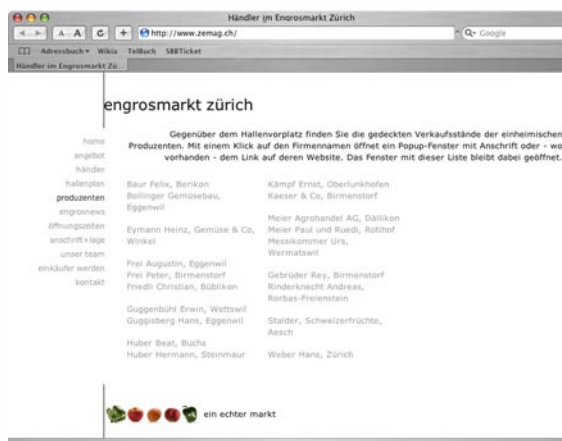 Händler im Engrosmarkt Zürich
A A C + http://www.zemag.ch/ Q Google
Adressbuch Wikia TelBuch SBBTicket
Händler im Engrosmarkt Zü...
engrosmarkt zürich
Gegenüber dem Hallenvorplatz finden Sie die gedeckten Verkaufsstände der einheimischen
Produzenten. Mit einem Klick auf den Firmennamen öffnet ein Popup-Fenster mit Anschrift oder - wo
vorhanden - dem Link auf deren Website. Das Fenster mit dieser Liste bleibt dabei geöffnet.
home
angebot
händler
hallenplan
produzenten
engrosnews
öffnungszeiten
anschrift+lage
unser team
einkäufer werden
kontakt
Baur Felix, Berikon
Bollinger Gemüsebau,
Eggenwil
Eymann Heinz, Gemüse & Co,
Winkel
Frei Augustin, Eggenwil
Frei Peter, Birmenstorf
Friedli Christian, Büblikon
Guggenbühl Erwin, Wettswil
Guggisberg Hans, Eggenwil
Huber Beat, Buchs
Huber Hermann, Steinmaur
Kämpf Ernst, Oberlunkhofen
Kaeser & Co, Birmenstorf
Meier Agrohandel AG, Dällikon
Meier Paul und Ruedi, Rütihof
Messikommer Urs,
Wermatswil
Gebrüder Rey, Birmenstorf
Rinderknecht Andreas,
Rorbas-Freienstein
Stalder, Schweizerfrüchte,
Aesch
Weber Hans, Zürich
ein echter markt